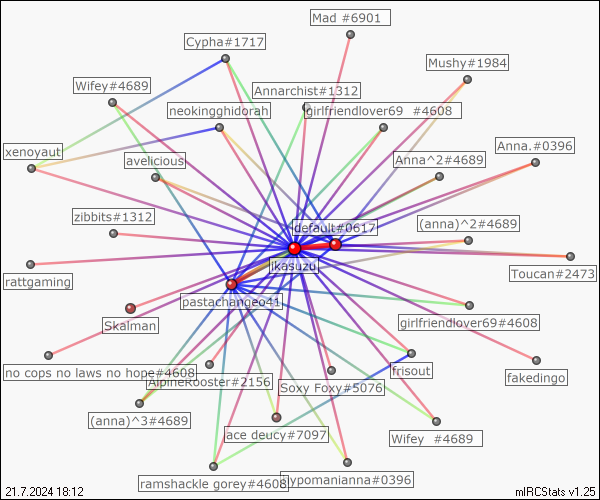 Mad #6901
Cypha#1717
Mushy#1984
Wifey#4689
Annarchist#1312
neokingghidorah
girlfriendlover69 #4608
xenoyaut
avelicious
Anna^2#4689
Anna.#0396
zibbits#1312
default#0617
(anna)^2#4689
rattgaming
ikasuzu
Toucan#2473
pastachangeo41
Skalman
girlfriendlover69#4608
no cops no laws no hope#4608
AlpineRooster#2156
Soxy Foxy#5076
frisout
fakedingo
(anna)^3#4689
ace deucy#7097
Wifey #4689
ramshackle gorey#4608
hypomanianna#0396
21.7.2024 18:12
mIRCStats v1.25